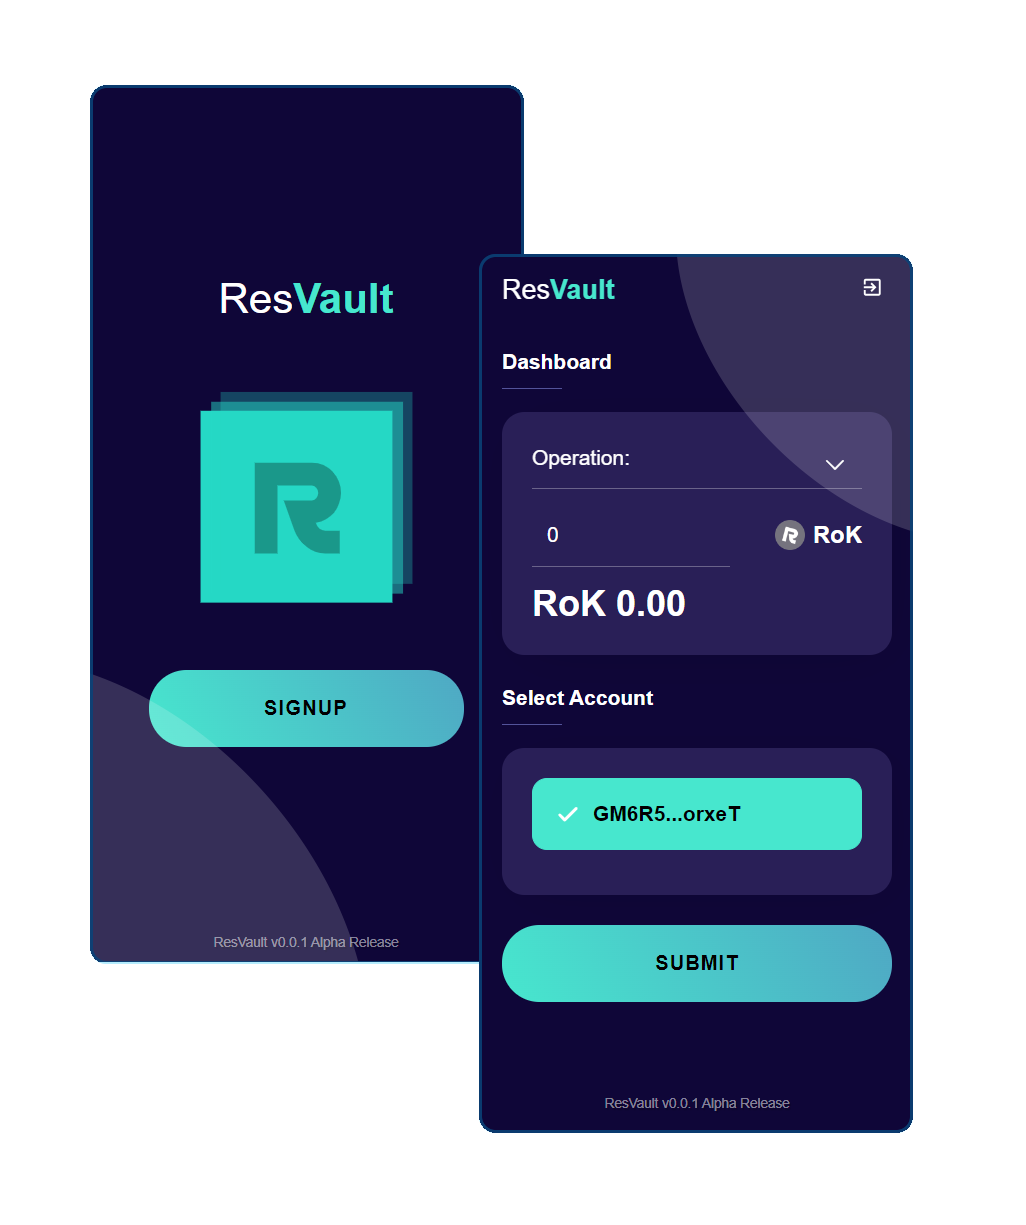 ResVault
R
SIGNUP
ResVault v0.0.1 Alpha Release
ResVault
Dashboard
Operation:
0
R RoK
RoK 0.00
Select Account
GM6R5...orxeT
SUBMIT
ResVault v0.0.1 Alpha Release